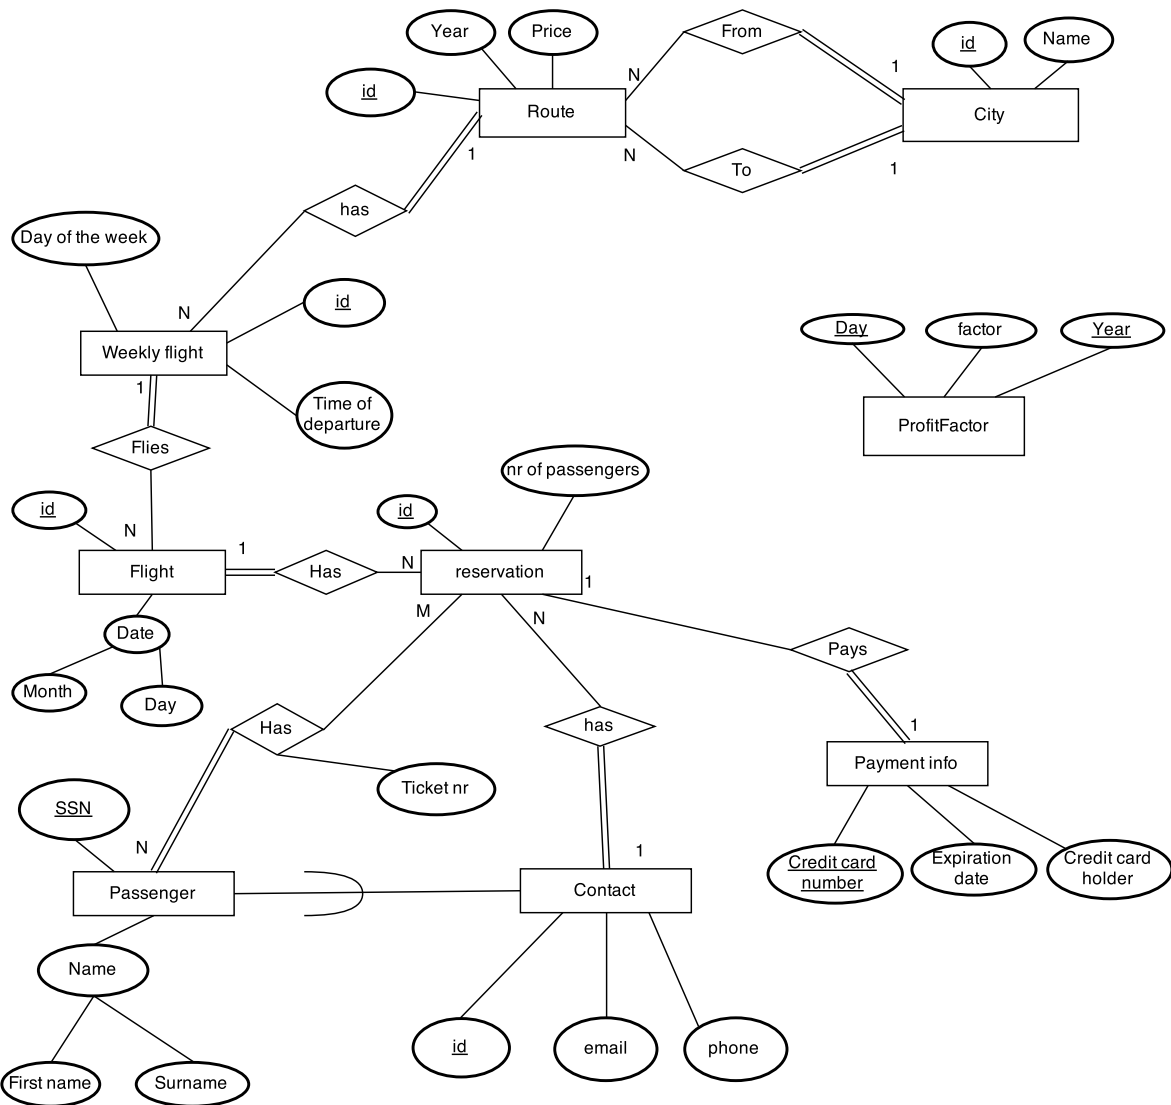 Year
Price
From
id
Name
id
Route
City
N
1
N
1
To
1
has
Day of the week
N
id
Weekly flight
1
Time of
departure
Flies
Day
factor
Year
ProfitFactor
nr of passengers
id
id
N
1
N
Flight
Has
reservation
1
M
N
Date
Month
Day
Pays
Has
has
1
Payment info
Ticket nr
SSN
N
1
Credit card
number
Expiration
date
Credit card
holder
Passenger
Contact
Name
id
email
phone
First name
Surname